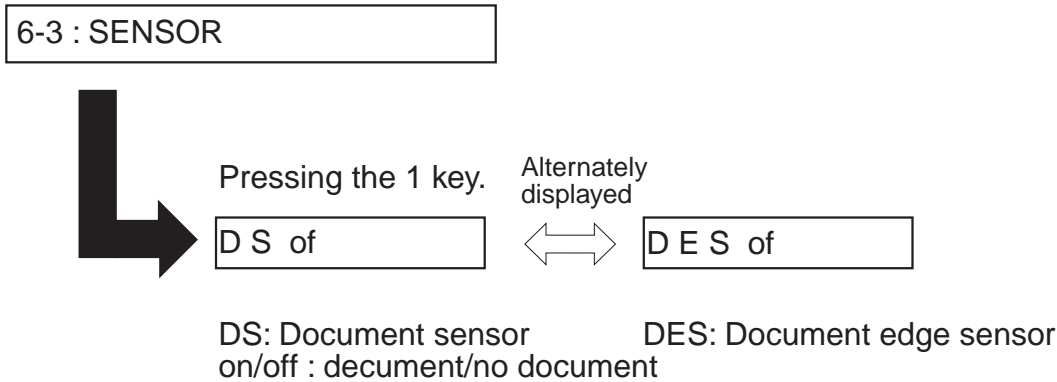 6-3 : SENSOR
Pressing the 1 key.
Alternately
displayed
D S of
D E S of
DS: Document sensor
on/off : decument/no document
DES: Document edge sensor